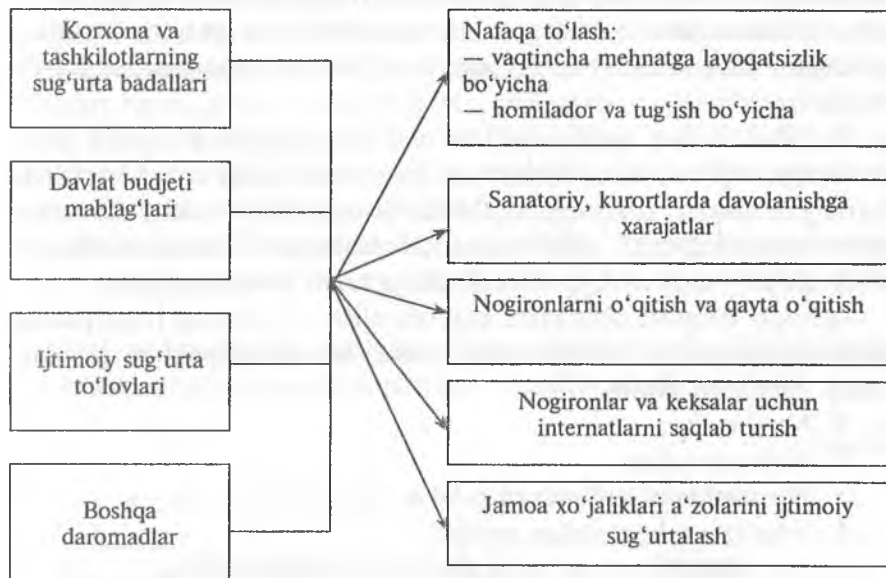 Korxona va
tashkilotlarning
sug‘urta badallari
Davlat budjeti
mablag‘lari
Ijtimoiy sug‘urta
to‘lovlari
Boshqa
daromadlar
Nafaqa to‘lash:
— vaqtincha mehnatga layoqatsizlik
bo‘yicha
— homilador va tug‘ish bo‘yicha
Sanatoriy, kurortlarda davolanishga
xarajatlar
Nogironlarni o‘qitish va qayta o‘qitish
Nogironlar va keksalar uchun
internatlarni saqlab turish
Jamoa xo‘jaliklari a‘zolarini ijtimoiy
sug‘urtalash